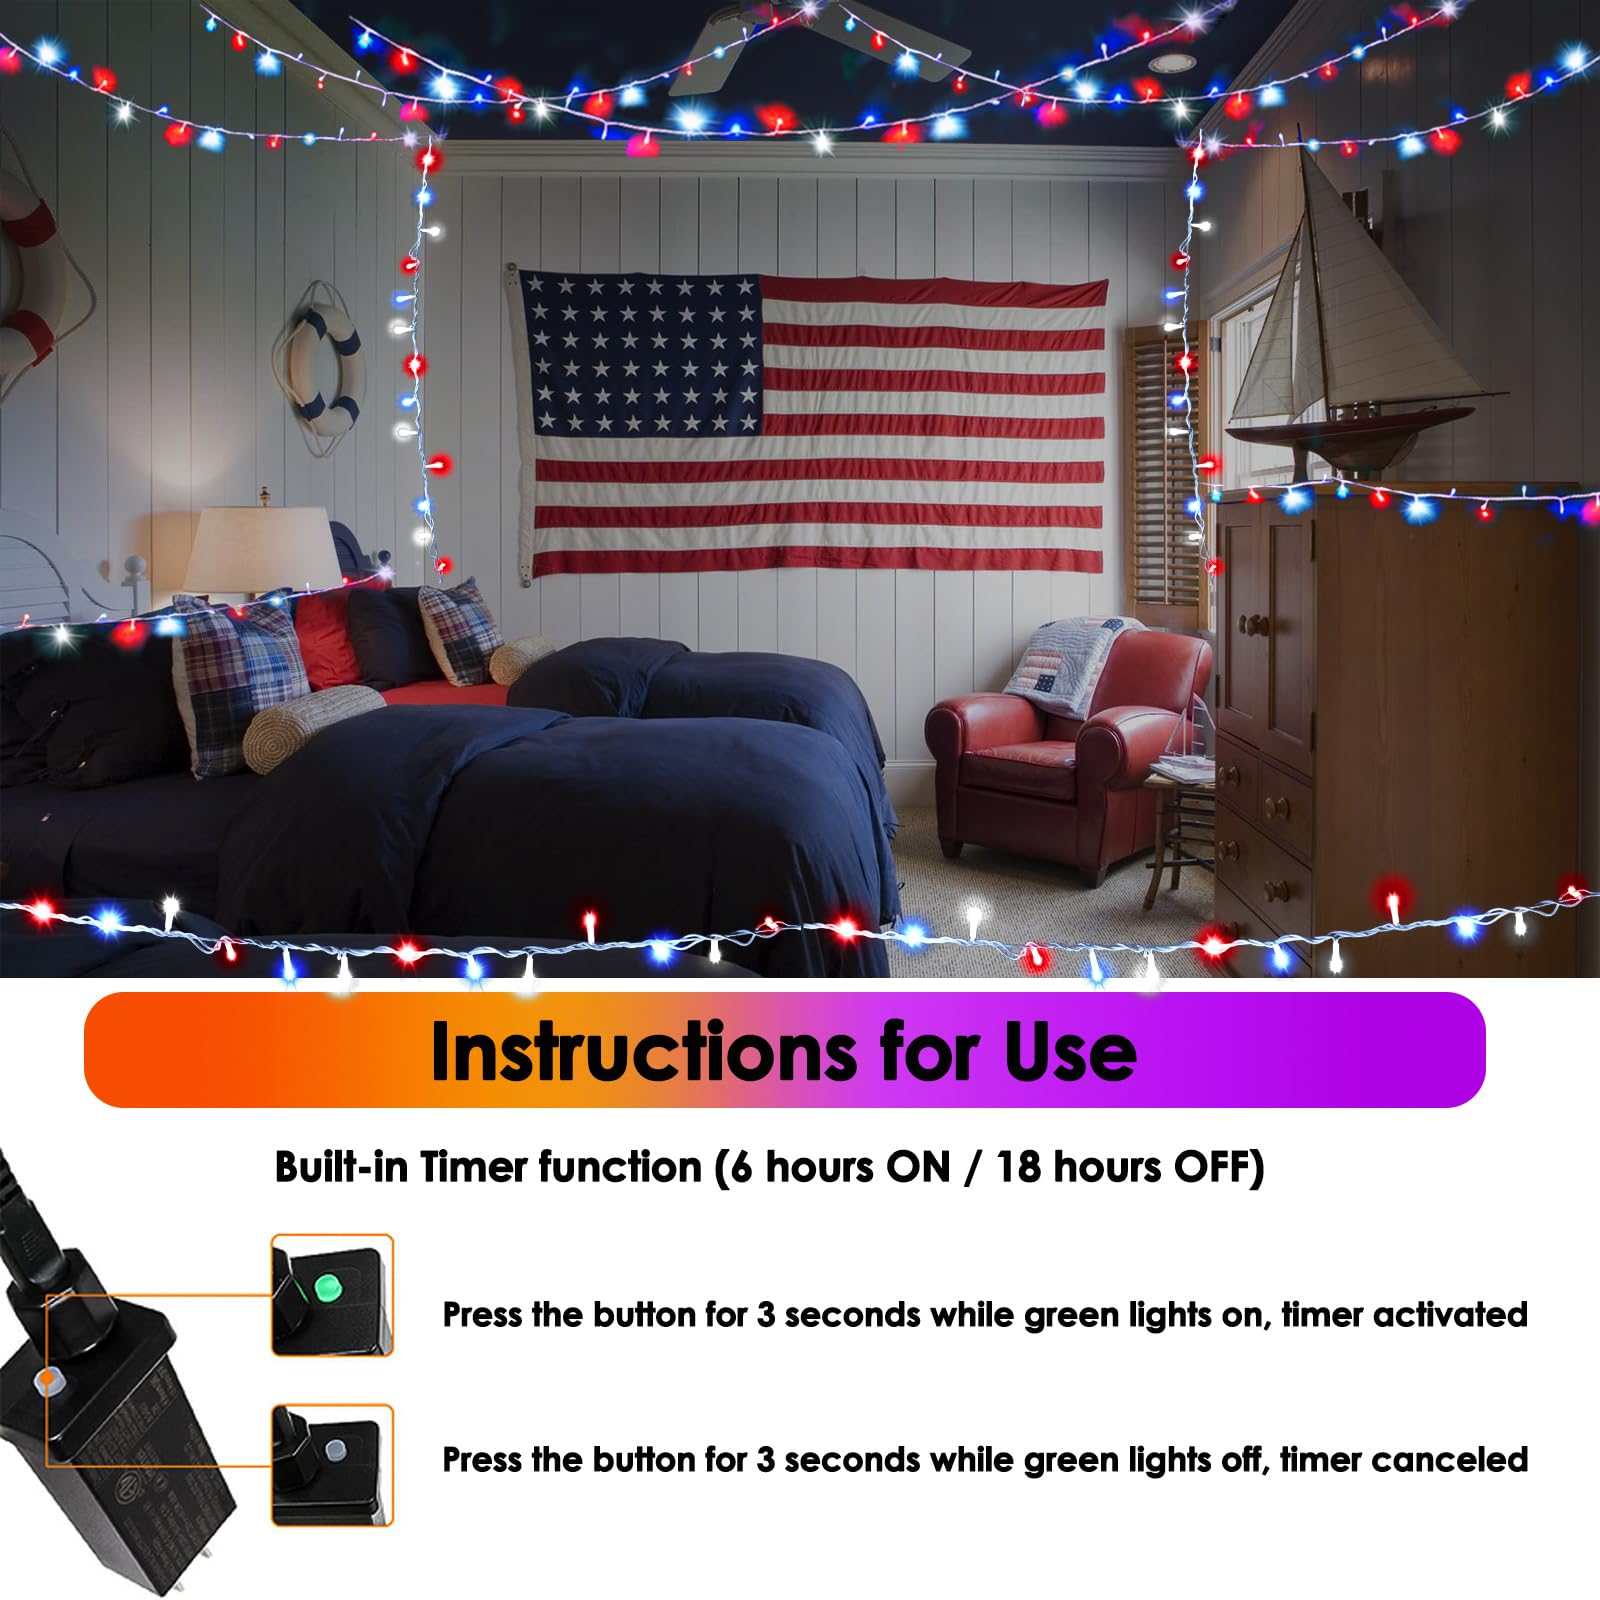 Instructions for Use
Built-in Timer function (6 hours ON / 18 hours OFF)
Press the button for 3 seconds while green lights on, timer activated
Press the button for 3 seconds while green lights off, timer canceled